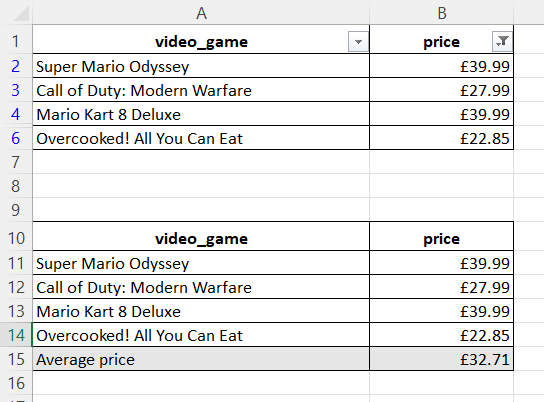 A B
1 video_game price
2 Super Mario Odyssey £39.99
3 Call of Duty: Modern Warfare £27.99
4 Mario Kart 8 Deluxe £39.99
6 Overcooked! All You Can Eat £22.85
7
8
9
10 video_game price
11 Super Mario Odyssey £39.99
12 Call of Duty: Modern Warfare £27.99
13 Mario Kart 8 Deluxe £39.99
14 Overcooked! All You Can Eat £22.85
15 Average price £32.71
16